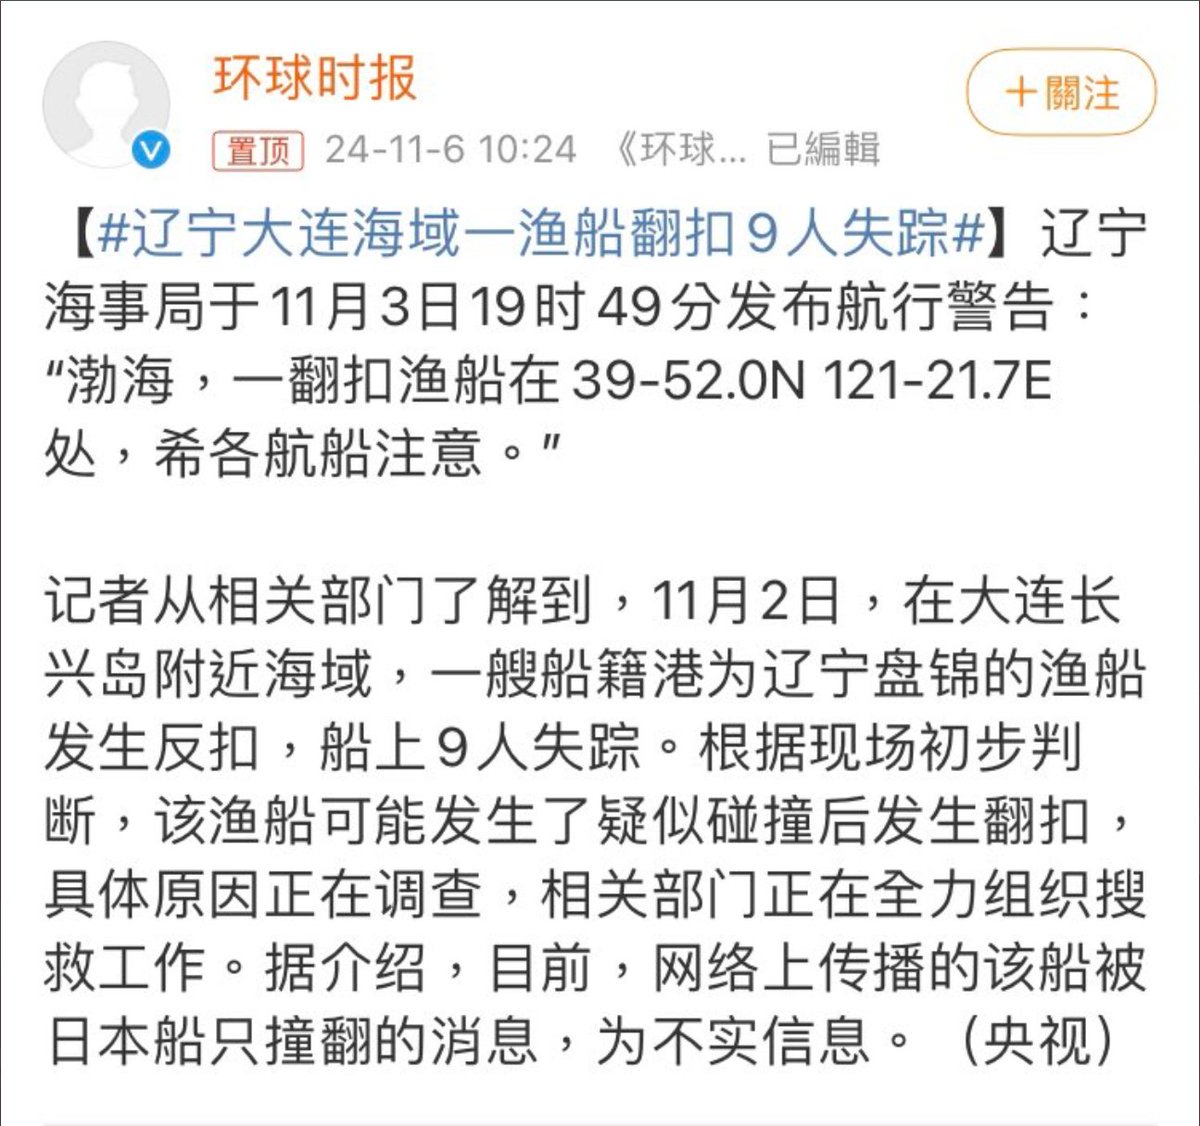 环球时报
+關注
置顶 24-11-6 10:24 《环球... 已編輯
【#辽宁大连海域一渔船翻扣9人失踪#】辽宁
海事局于11月3日19时49分发布航行警告：
“渤海，一翻扣渔船在39-52.0N 121-21.7E
处，希各航船注意。”
记者从相关部门了解到，11月2日，在大连长
兴岛附近海域，一艘船籍港为辽宁盘锦的渔船
发生反扣，船上9人失踪。根据现场初步判
断，该渔船可能发生了疑似碰撞后发生翻扣，
具体原因正在调查，相关部门正在全力组织搜
救工作。据介绍，目前，网络上传播的该船被
日本船只撞翻的消息，为不实信息。（央视）